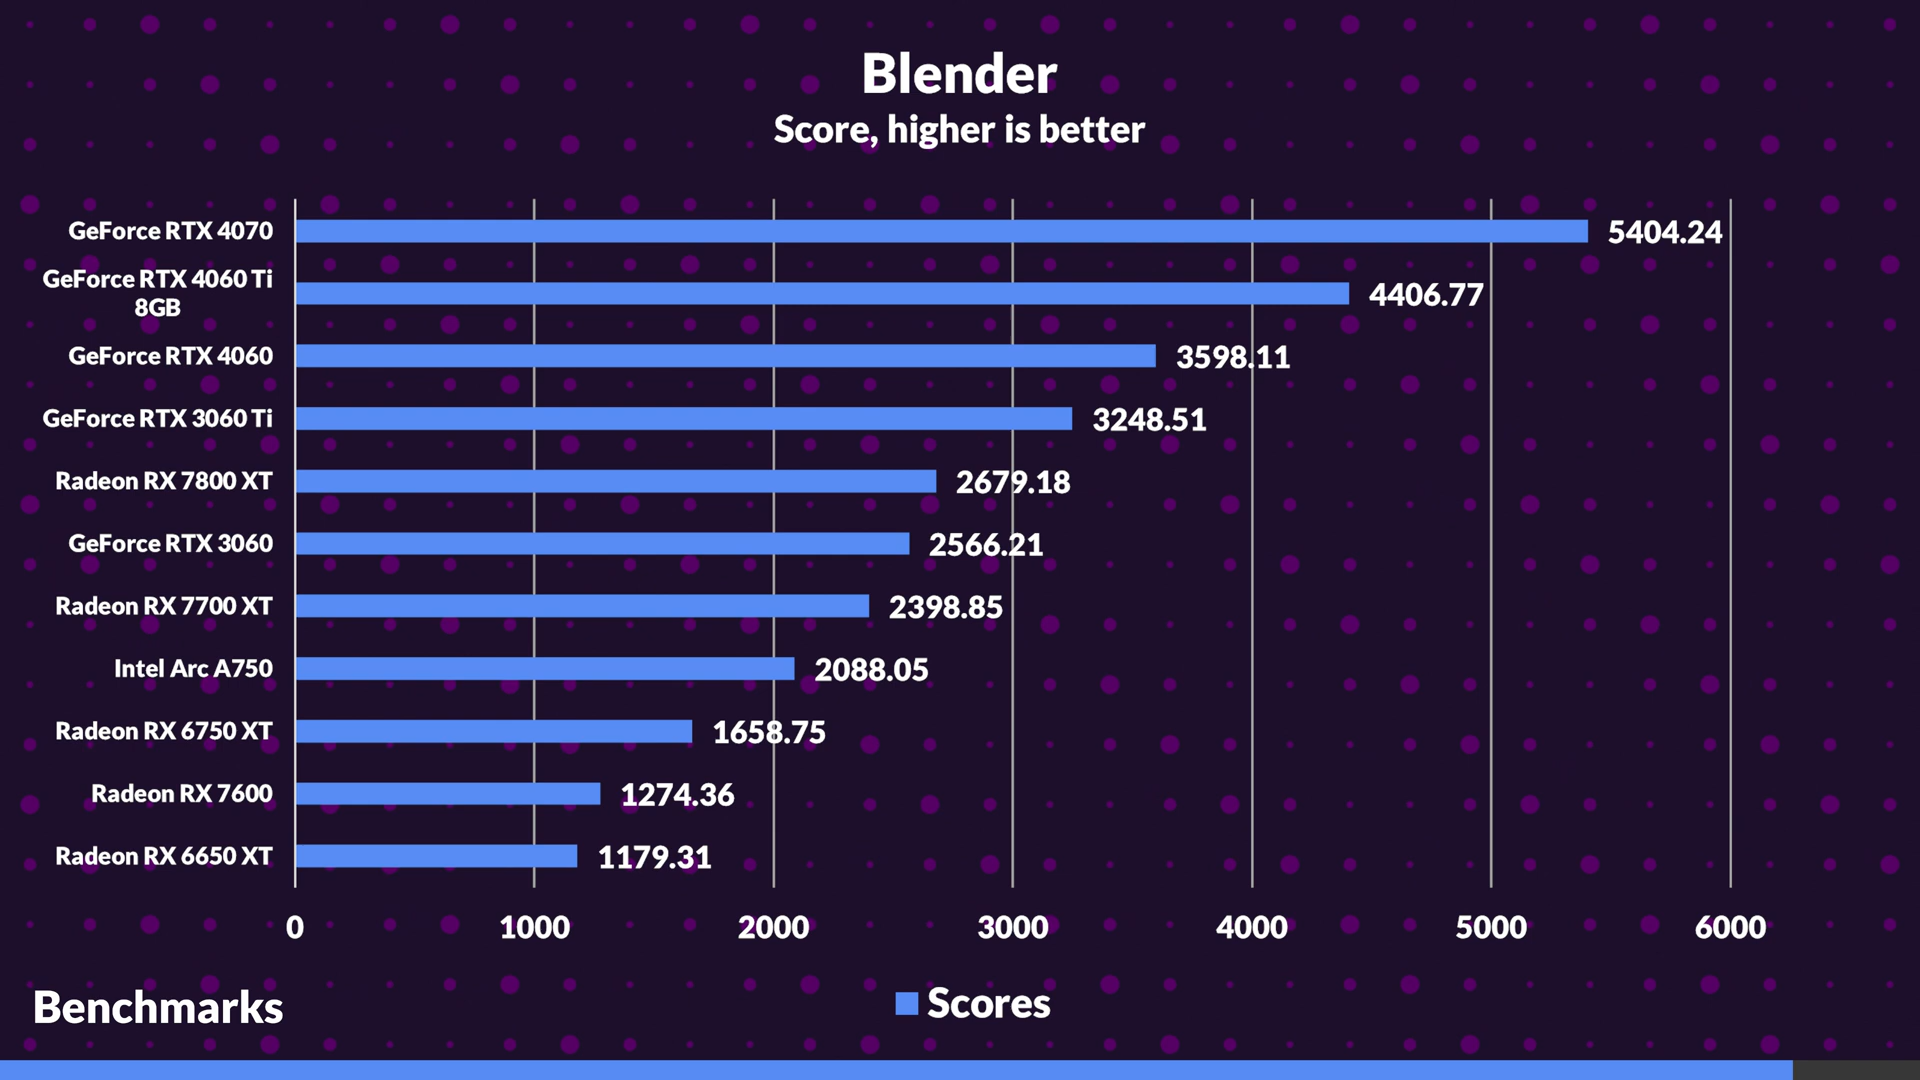 Blender
Score, higher is better
GeForce RTX 4070
5404.24
GeForce RTX 4060 Ti
8GB
4406.77
GeForce RTX 4060
3598.11
GeForce RTX 3060 Ti
3248.51
Radeon RX 7800 XT
2679.18
GeForce RTX 3060
2566.21
Radeon RX 7700 XT
2398.85
Intel Arc A750
2088.05
Radeon RX 6750 XT
1658.75
Radeon RX 7600
1274.36
Radeon RX 6650 XT
1179.31
0 1000 2000 3000 4000 5000 6000
Scores
Benchmarks